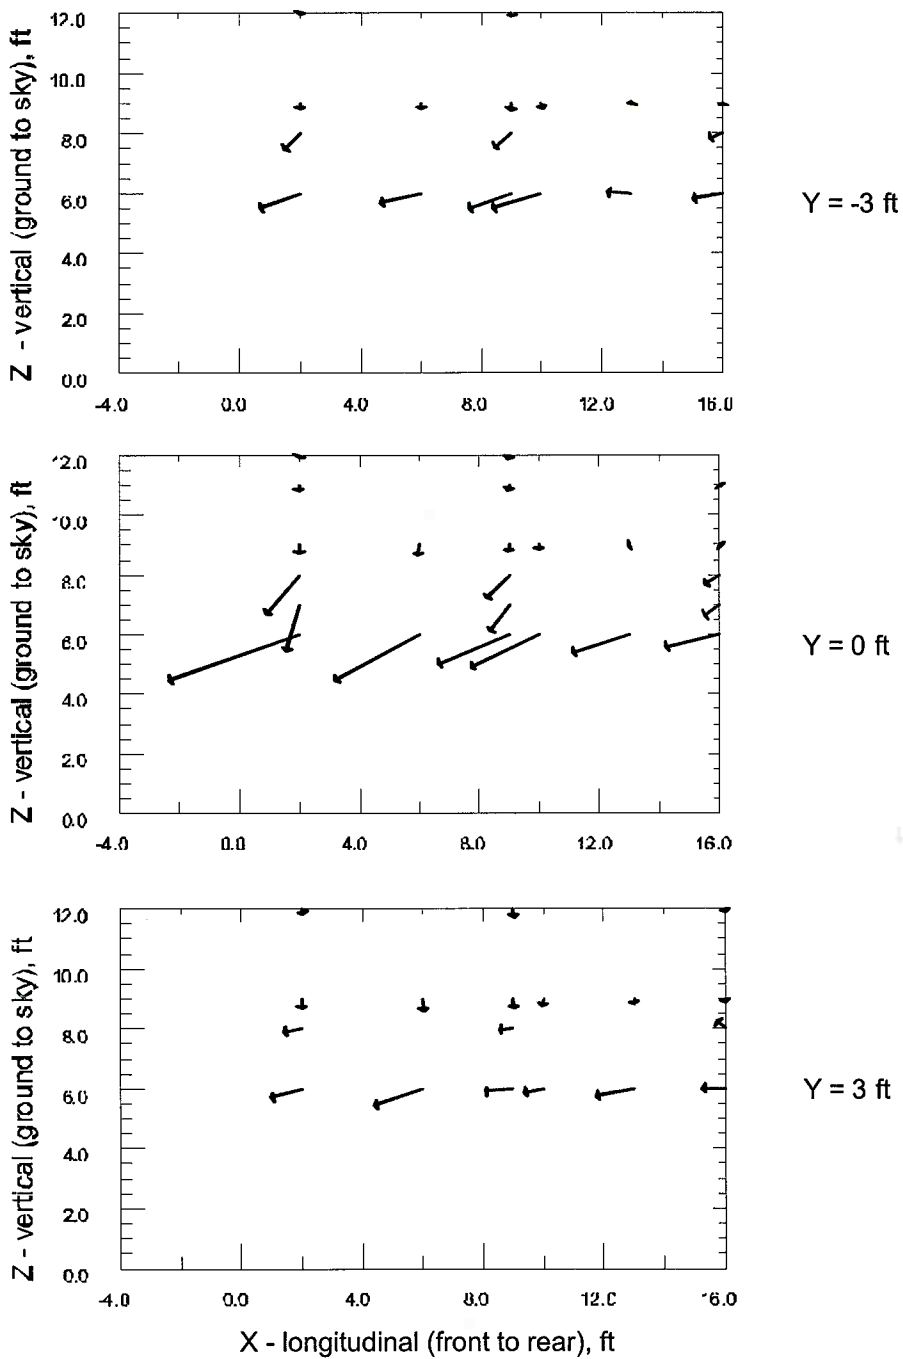 Z - vertical (ground to sky), ft
12.0
10.0
8.0
6.0
4.0
2.0
0.0
-4.0 0.0 4.0 8.0 12.0 16.0
Y = -3 ft
Z - vertical (ground to sky), ft
12.0
10.0
8.0
6.0
4.0
2.0
0.0
-4.0 0.0 4.0 8.0 12.0 16.0
Y = 0 ft
Z - vertical (ground to sky), ft
12.0
10.0
8.0
6.0
4.0
2.0
0.0
-4.0 0.0 4.0 8.0 12.0 16.0
Y = 3 ft
X - longitudinal (front to rear), ft